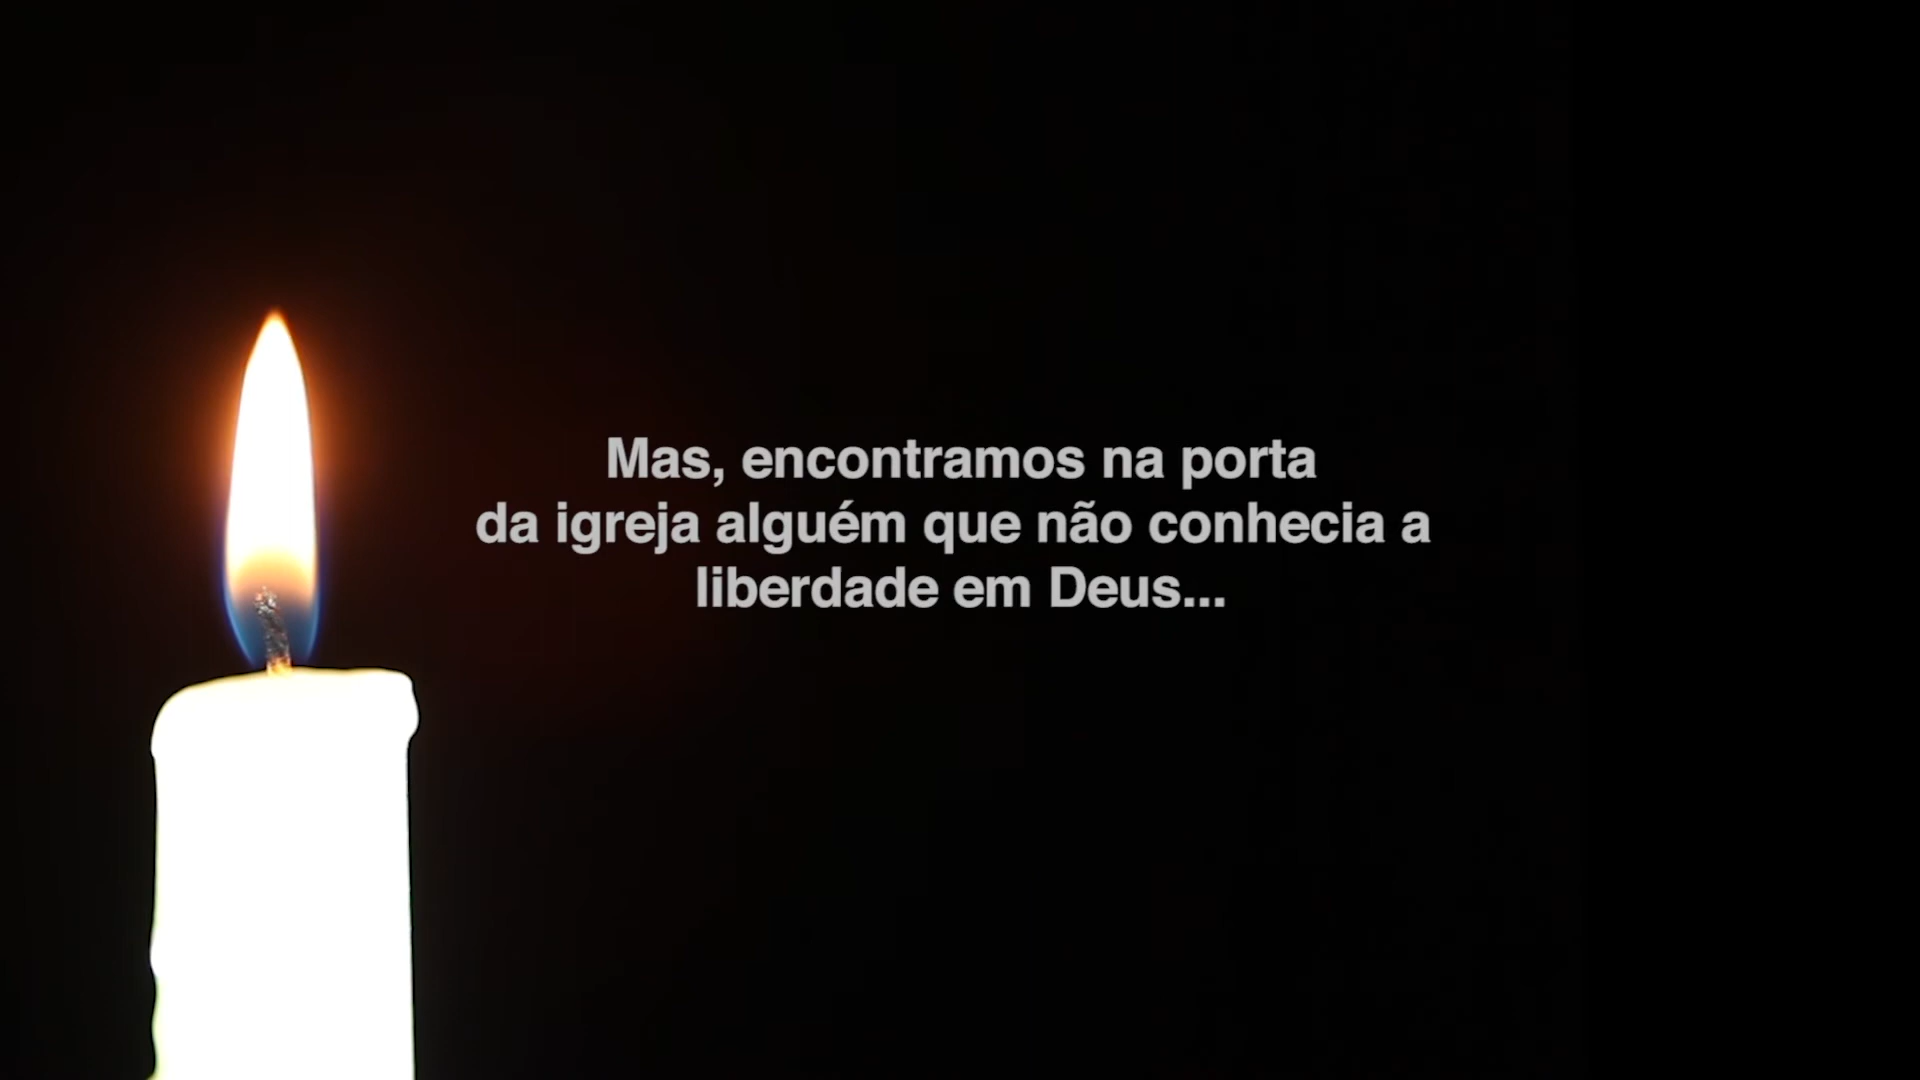 Mas, encontramos na porta
da igreja alguém que não conhecia a
liberdade em Deus...